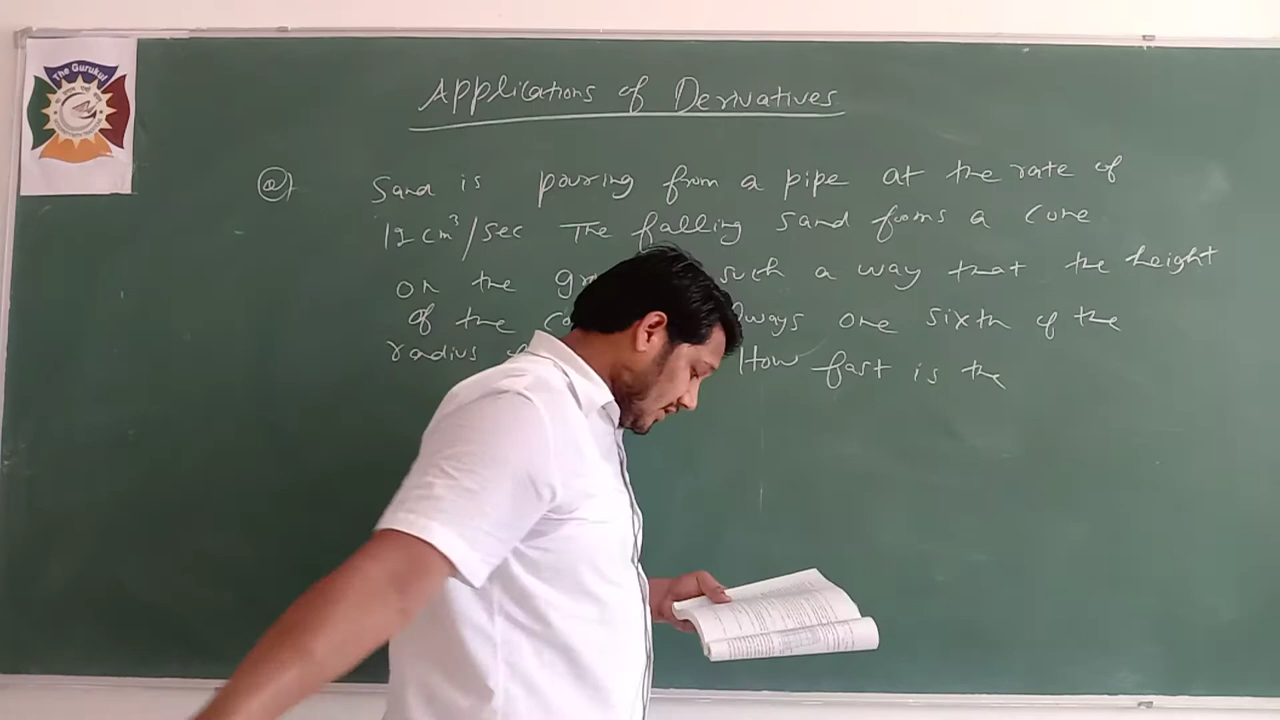 The Gurukul
Applications of Derivatives
Q) Sand is pouring from a pipe at the rate of
12 cm³/sec The falling sand forms a cone
on the such a way that the height
of the one sixth of the
radius How fast is the